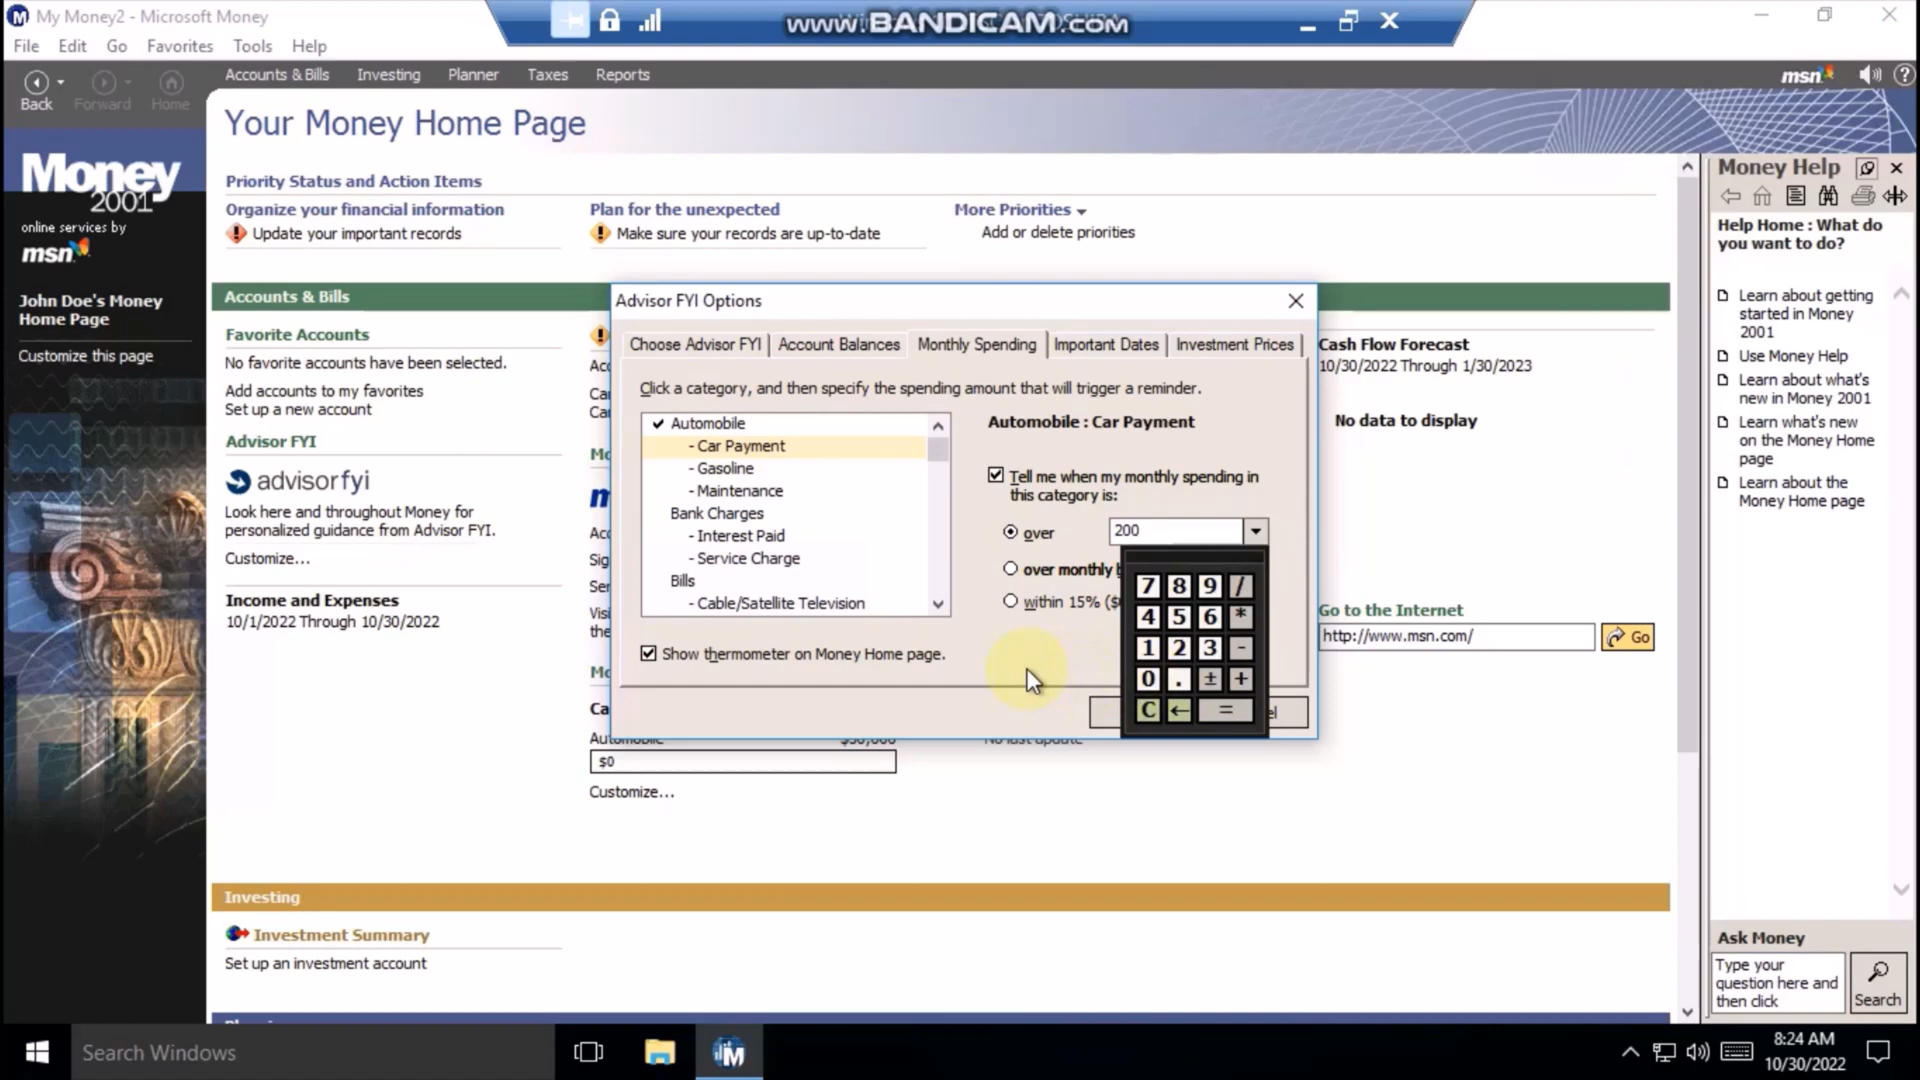 My Money2 - Microsoft Money
www.BANDICAM.com
File Edit Go Favorites Tools Help
Back
Forward
Home
Accounts & Bills Investing Planner Taxes Reports
msn
Your Money Home Page
Money
2001
online services by
msn
John Doe's Money
Home Page
Customize this page
Priority Status and Action Items
Organize your financial information
Update your important records
Plan for the unexpected
Make sure your records are up-to-date
More Priorities
Add or delete priorities
Accounts & Bills
Favorite Accounts
No favorite accounts have been selected.
Add accounts to my favorites
Set up a new account
Advisor FYI
advisorfyi
Look here and throughout Money for
personalized guidance from Advisor FYI.
Customize...
Income and Expenses
10/1/2022 Through 10/30/2022
Advisor FYI Options
Choose Advisor FYI Account Balances Monthly Spending Important Dates Investment Prices
Click a category, and then specify the spending amount that will trigger a reminder.
Automobile
- Car Payment
- Gasoline
- Maintenance
Bank Charges
- Interest Paid
- Service Charge
Bills
- Cable/Satellite Television
Show thermometer on Money Home page.
Automobile : Car Payment
Tell me when my monthly spending in
this category is:
over 200
over monthly
within 15%
7 8 9 /
4 5 6 *
1 2 3 -
0 . ± +
C ← =
Automobile
$0
Customize...
Cash Flow Forecast
10/30/2022 Through 1/30/2023
No data to display
Go to the Internet
http://www.msn.com/
Go
Investing
Investment Summary
Set up an investment account
Money Help
Help Home : What do
you want to do?
Learn about getting
started in Money
2001
Use Money Help
Learn about what's
new in Money 2001
Learn what's new
on the Money Home
page
Learn about the
Money Home page
Ask Money
Type your
question here and
then click
Search
Search Windows
8:24 AM
10/30/2022